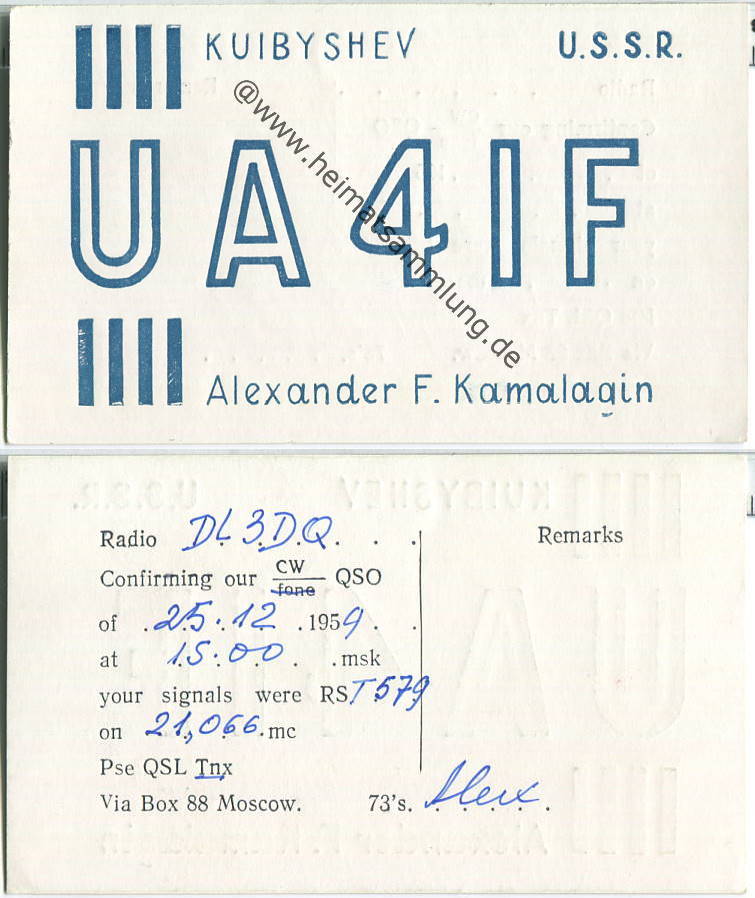 KUIBYSHEV U.S.S.R.
@www.heimatsammlung.de
UA4IF
Alexander F. Kamalagin
Radio DL3DQ. . .
Remarks
Confirming our CW/fone QSO
of .25.12 .1959. .
at 15.00. .msk
your signals were RST579
on 21,066.mc
Pse QSL Tnx
Via Box 88 Moscow. 73's. Alex.